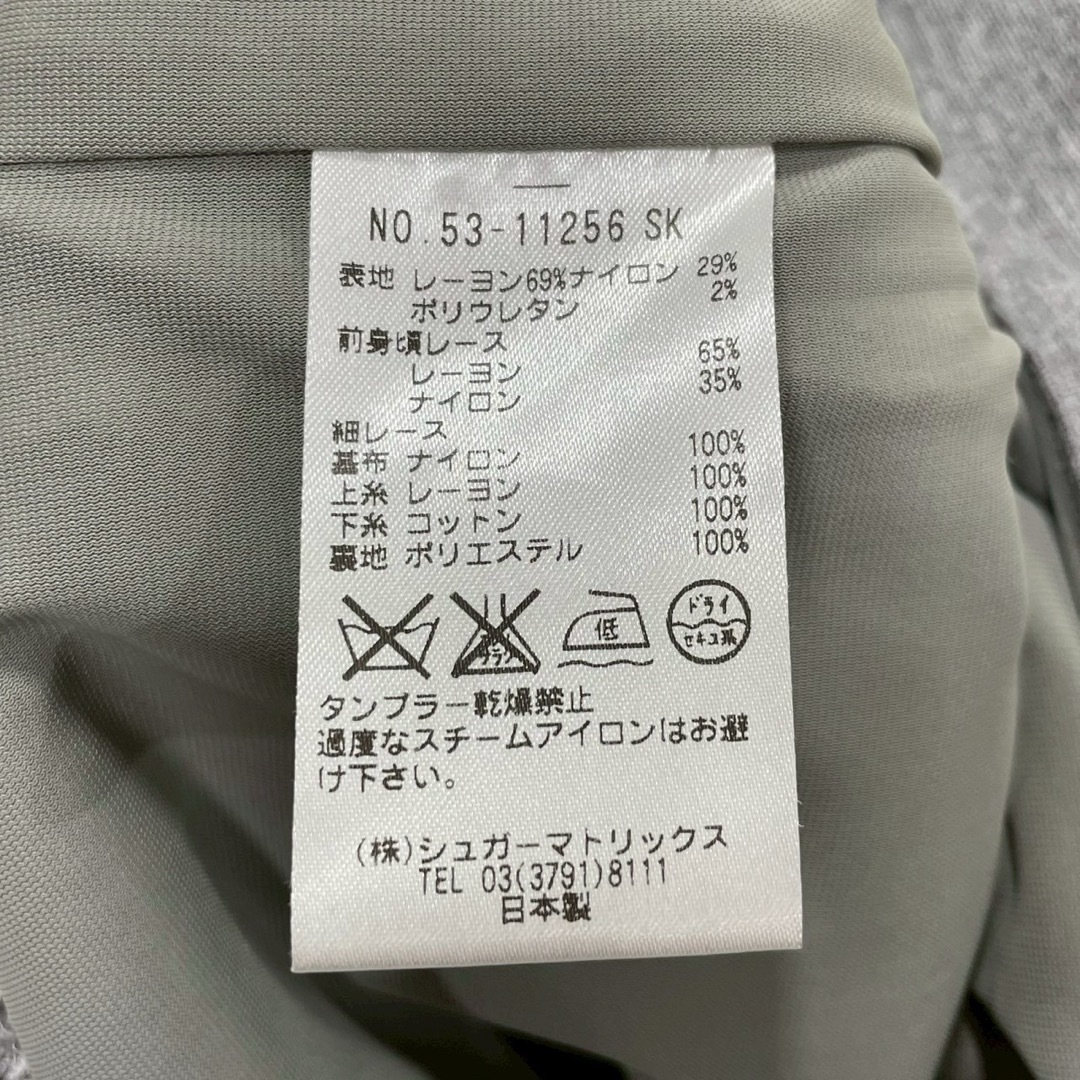 NO.53-11256 SK
表地 レーヨン69%ナイロン 29%
ポリウレタン 2%
前身頃レース
レーヨン 65%
ナイロン 35%
細レース
基布 ナイロン 100%
上糸 レーヨン 100%
下糸 コットン 100%
裏地 ポリエステル 100%
低
ドライ
セキユ系
タンブラー乾燥禁止
過度なスチームアイロンはお避
け下さい。
(株)シュガーマトリックス
TEL 03(3791)8111
日本製